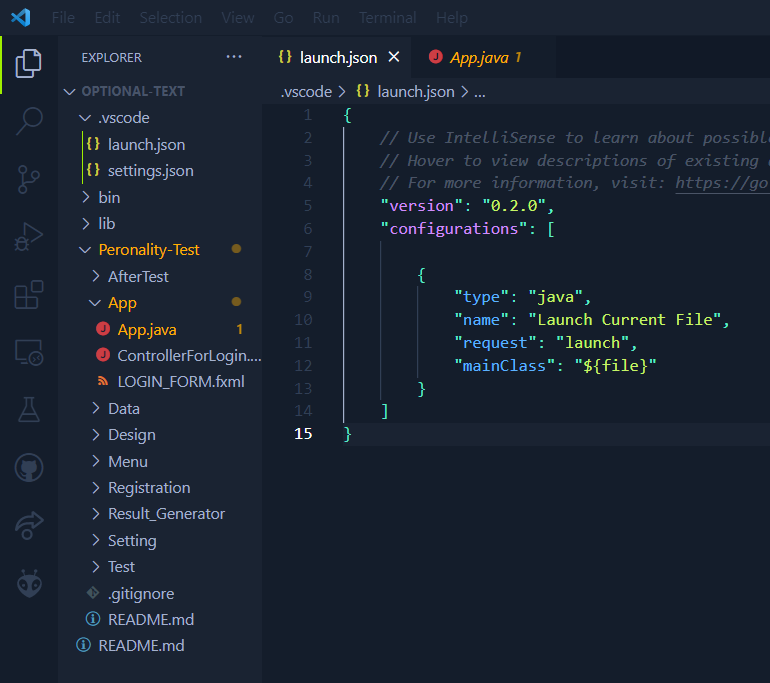 File Edit Selection View Go Run Terminal Help
EXPLORER ...
{} launch.json × App.java 1
OPTIONAL-TEXT
.vscode > {} launch.json > ...
.vscode
{} launch.json
{} settings.json
bin
lib
Peronality-Test
AfterTest
App
App.java 1
ControllerForLogin....
LOGIN_FORM.fxml
Data
Design
Menu
Registration
Result_Generator
Setting
Test
.gitignore
README.md
README.md
1 {
2 // Use IntelliSense to learn about possible
3 // Hover to view descriptions of existing
4 // For more information, visit: https://go
5 "version": "0.2.0",
6 "configurations": [
7
8 {
9 "type": "java",
10 "name": "Launch Current File",
11 "request": "launch",
12 "mainClass": "${file}"
13 }
14 ]
15 }